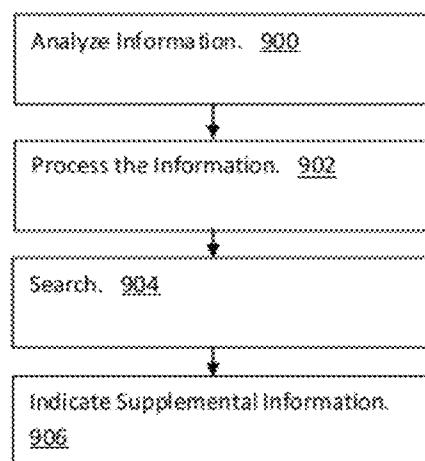 Analyze Information. 900
Process the Information. 902
Search. 904
Indicate Supplemental Information.
906